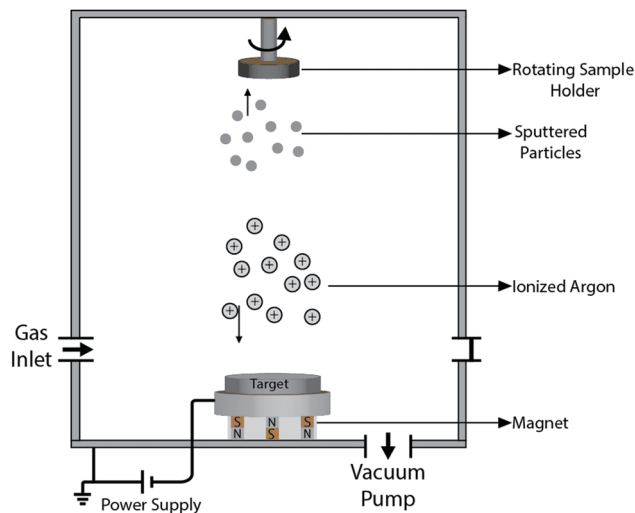 Rotating Sample
Holder
Sputtered
Particles
Ionized Argon
Gas
Inlet
Target
S N S
N S N
Magnet
Vacuum
Pump
Power Supply